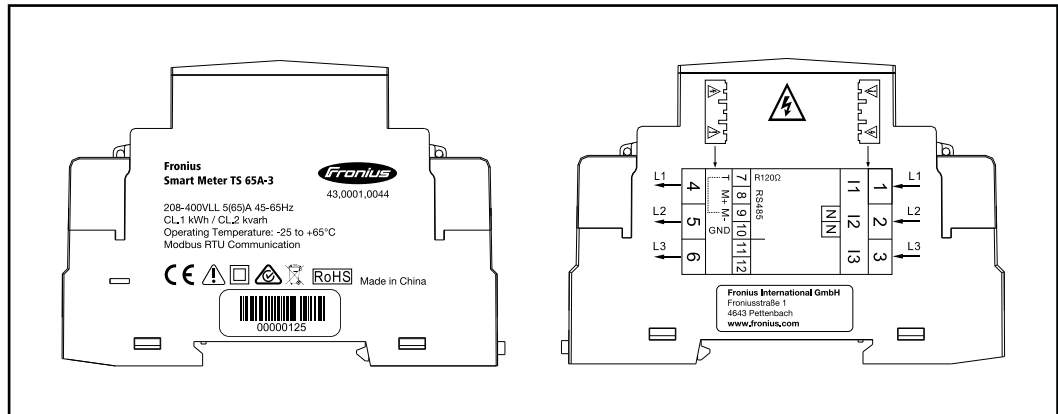 Fronius
Smart Meter TS 65A-3
Fronius
43,0001,0044
208-400VLL 5(65)A 45-65Hz
CL.1 kWh / CL.2 kvarh
Operating Temperature: -25 to +65°C
Modbus RTU Communication
CE
RoHS
Made in China
00000125
L1
L2
L3
4
5
6
T
M+ M-
GND
7
8
9
10
11
12
R120Ω
RS485
N
N
I1
I2
I3
1
2
3
L1
L2
L3
Fronius International GmbH
Froniusstraße 1
4643 Pettenbach
www.fronius.com